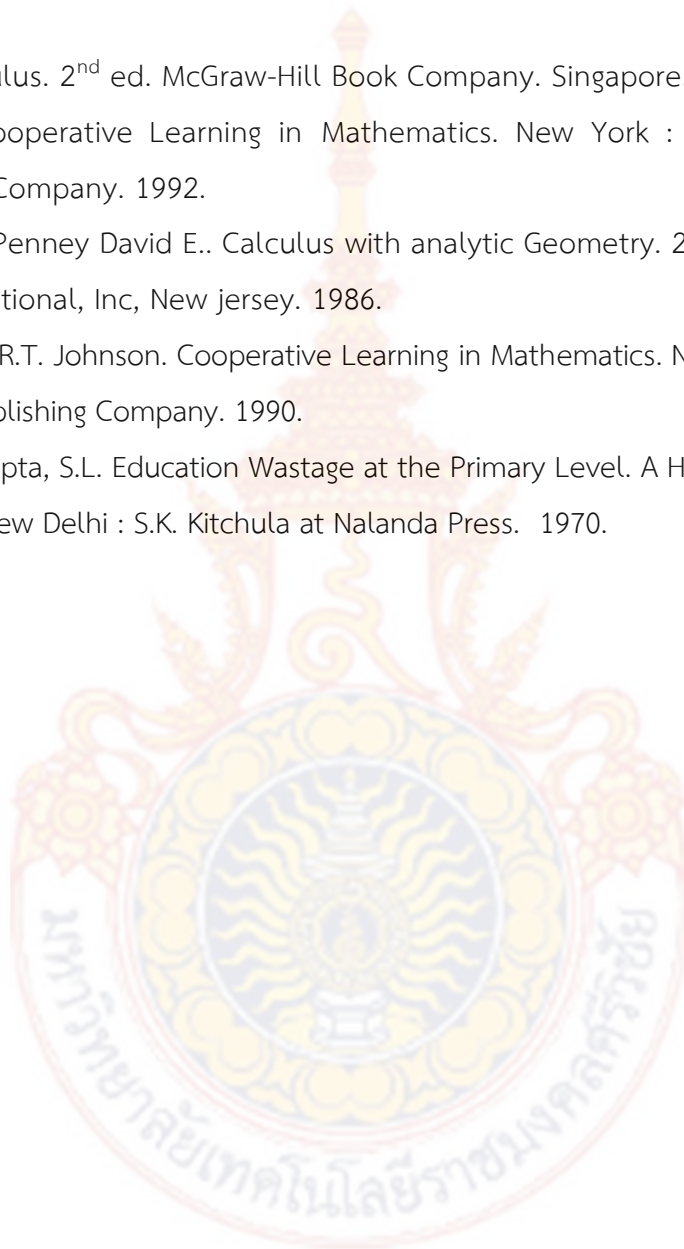 ulus. 2nd ed. McGraw-Hill Book Company. Singapore
ooperative Learning in Mathematics. New York :
Company. 1992.
Penney David E.. Calculus with analytic Geometry. 2
tional, Inc, New jersey. 1986.
R.T. Johnson. Cooperative Learning in Mathematics. N
blishing Company. 1990.
pta, S.L. Education Wastage at the Primary Level. A H
ew Delhi : S.K. Kitchula at Nalanda Press. 1970.
มหาวิทยาลัยเทคโนโลยีราชมงคลศรีวิชัย